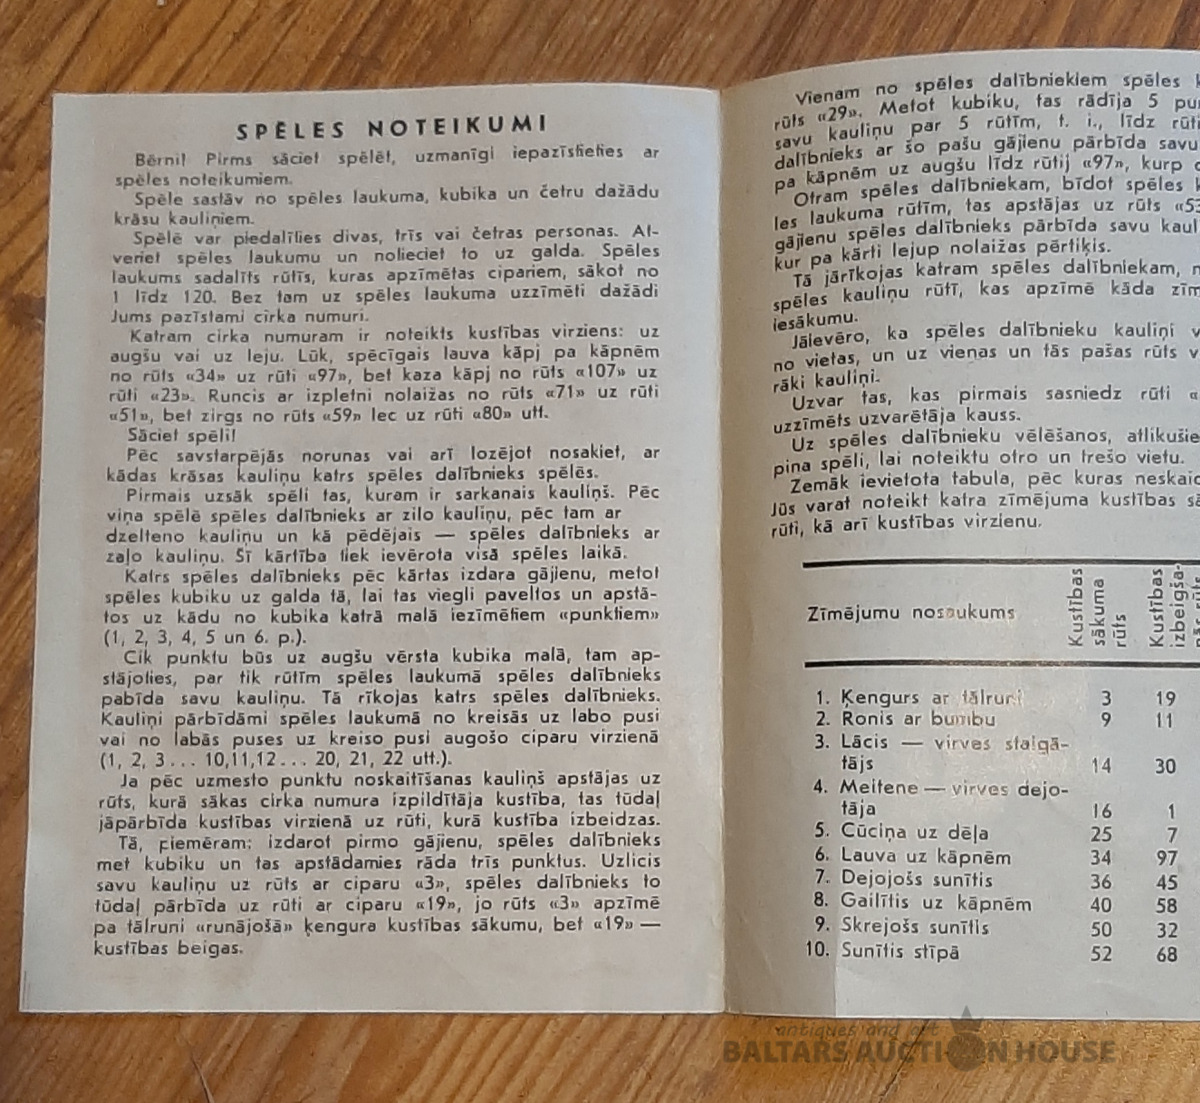 SPĒLES NOTEIKUMI
Bērni! Pirms sāciet spēlēt, uzmanīgi iepazīstieties ar
spēles noteikumiem.
Spēle sastāv no spēles laukuma, kubika un četru dažādu
krāsu kauliņiem.
Spēlē var piedalīties divas, trīs vai četras personas. At-
veriet spēles laukumu un nolieciet to uz galda. Spēles
laukums sadalīts rūtīs, kuras apzīmētas cipariem, sākot no
1 līdz 120. Bez tam uz spēles laukuma uzzīmēti dažādi
Jums pazīstami cirka numuri.
Katram cirka numuram ir noteikts kustības virziens: uz
augšu vai uz leju. Lūk, spēcīgais lauva kāpj pa kāpnēm
no rūts «34» uz rūti «97», bet kaza kāpj no rūts «107» uz
rūti «23». Runcis ar izpletni nolaižas no rūts «71» uz rūti
«51», bet zirgs no rūts «59» lec uz rūti «80» utt.
Sāciet spēli!
Pēc savstarpējās norunas vai arī lozējot nosakiet, ar
kādas krāsas kauliņu katrs spēles dalībnieks spēlēs.
Pirmais uzsāk spēli tas, kuram ir sarkanais kauliņš. Pēc
viņa spēlē spēles dalībnieks ar zilo kauliņu, pēc tam ar
dzelteno kauliņu un kā pēdējais — spēles dalībnieks ar
zaļo kauliņu. Šī kārtība tiek ievērota visā spēles laikā.
Katrs spēles dalībnieks pēc kārtas izdara gājienu, metot
spēles kubiku uz galda tā, lai tas viegli paveltos un apstā-
tos uz kādu no kubika katrā malā iezīmētiem «punktiem»
(1, 2, 3, 4, 5 un 6. p.).
Cik punktu būs uz augšu vērsta kubika malā, tam ap-
stājoties, par tik rūtīm spēles laukumā spēles dalībnieks
pabīda savu kauliņu. Tā rīkojas katrs spēles dalībnieks.
Kauliņi pārbīdāmi spēles laukumā no kreisās uz labo pusi
vai no labās puses uz kreiso pusi augošo ciparu virzienā
(1, 2, 3... 10,11,12... 20, 21, 22 utt.).
Ja pēc uzmesto punktu noskaitīšanas kauliņš apstājas uz
rūts, kurā sākas cirka numura izpildītāja kustība, tas tūdaļ
jāpārbīda kustības virzienā uz rūti, kurā kustība izbeidzas.
Tā, piemēram; izdarot pirmo gājienu, spēles dalībnieks
met kubiku un tas apstādamies rāda trīs punktus. Uzlicis
savu kauliņu uz rūts ar ciparu «3», spēles dalībnieks to
tūdaļ pārbīda uz rūti ar ciparu «19», jo rūts «3» apzīmē
pa tālruni «runājošā» ķengura kustības sākumu, bet «19» —
kustības beigas.
Vienam no spēles dalībniekiem spēles
rūts «29». Metot kubiku, tas rādīja 5
savu kauliņu par 5 rūtīm, t. i., līdz
dalībnieks ar šo pašu gājienu pārbīda savu
pa kāpnēm uz augšu līdz rūtij «97», kurp
Otram spēles dalībniekam, bīdot spēles
les laukuma rūtīm, tas apstājas uz rūts
gājienu spēles dalībnieks pārbīda savu
kur pa kārti lejup nolaižas pērtiķis.
Tā jārīkojas katram spēles dalībniekam,
spēles kauliņu rūtī, kas apzīmē kāda
iesākumu.
Jāievēro, ka spēles dalībnieku kauliņi
no vietas, un uz vienas un tās pašas rūts
rāki kauliņi.
Uzvar tas, kas pirmais sasniedz rūti
uzzīmēts uzvarētāja kauss.
Uz spēles dalībnieku vēlēšanos,
pina spēli, lai noteiktu otro un trešo vietu.
Zemāk ievietota tabula, pēc kuras
Jūs varat noteikt katra zīmējuma kustības
rūti, kā arī kustības virzienu.
Zīmējumu nosaukums
Kustības
sākuma
rūts
Kustības
izbeigša-
1. Ķengurs ar tālruni 3 19
2. Ronis ar bumbu 9 11
3. Lācis — virves staigā-
tājs 14 30
4. Meitene — virves dejo-
tāja 16 1
5. Cūciņa uz dēļa 25 7
6. Lauva uz kāpnēm 34 97
7. Dejojošs sunītis 36 45
8. Gailītis uz kāpnēm 40 58
9. Skrejošs sunītis 50 32
10. Sunītis stīpā 52 68
antiques and art
BALTARS AUCTION HOUSE